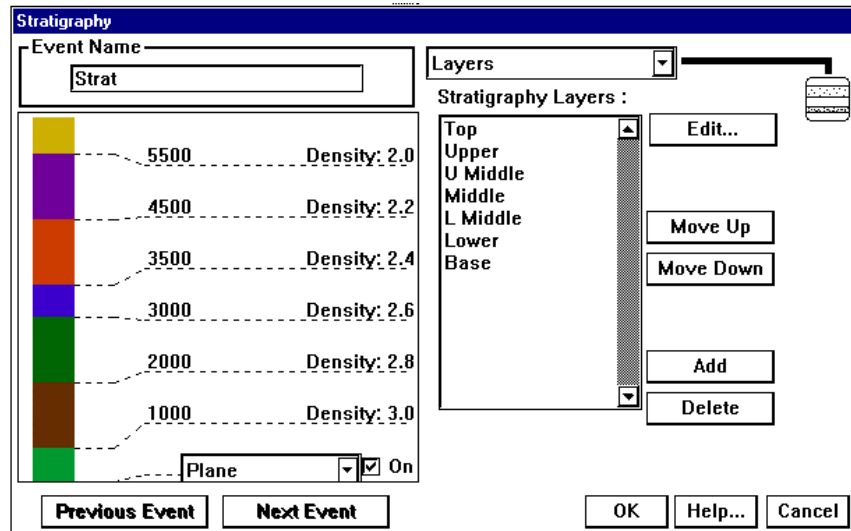 Stratigraphy
Event Name
Strat
Layers
Stratigraphy Layers :
5500 Density: 2.0
4500 Density: 2.2
3500 Density: 2.4
3000 Density: 2.6
2000 Density: 2.8
1000 Density: 3.0
Plane On
Top
Upper
U Middle
Middle
L Middle
Lower
Base
Edit...
Move Up
Move Down
Add
Delete
Previous Event Next Event OK Help... Cancel